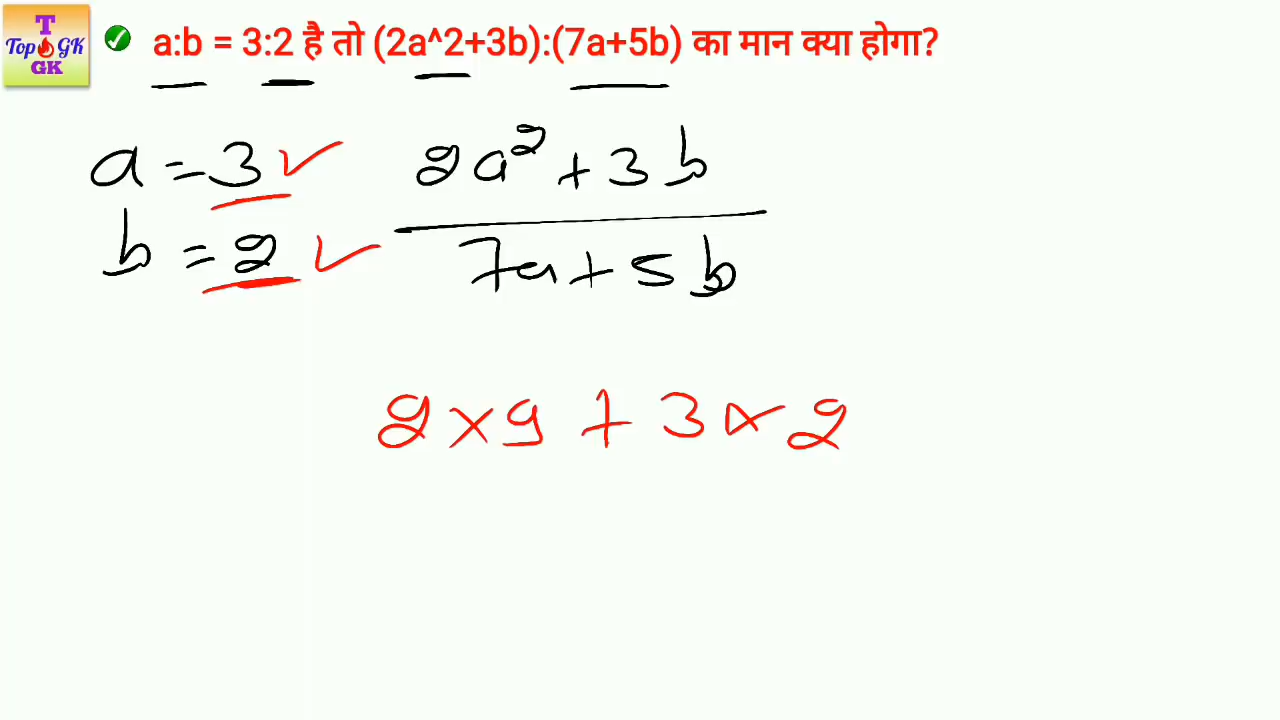 T
Top GK
GK
a:b = 3:2 है तो (2a^2+3b):(7a+5b) का मान क्या होगा?
a = 3
b = 2
2a² + 3b
7a + 5b
2 × 9 + 3 × 2